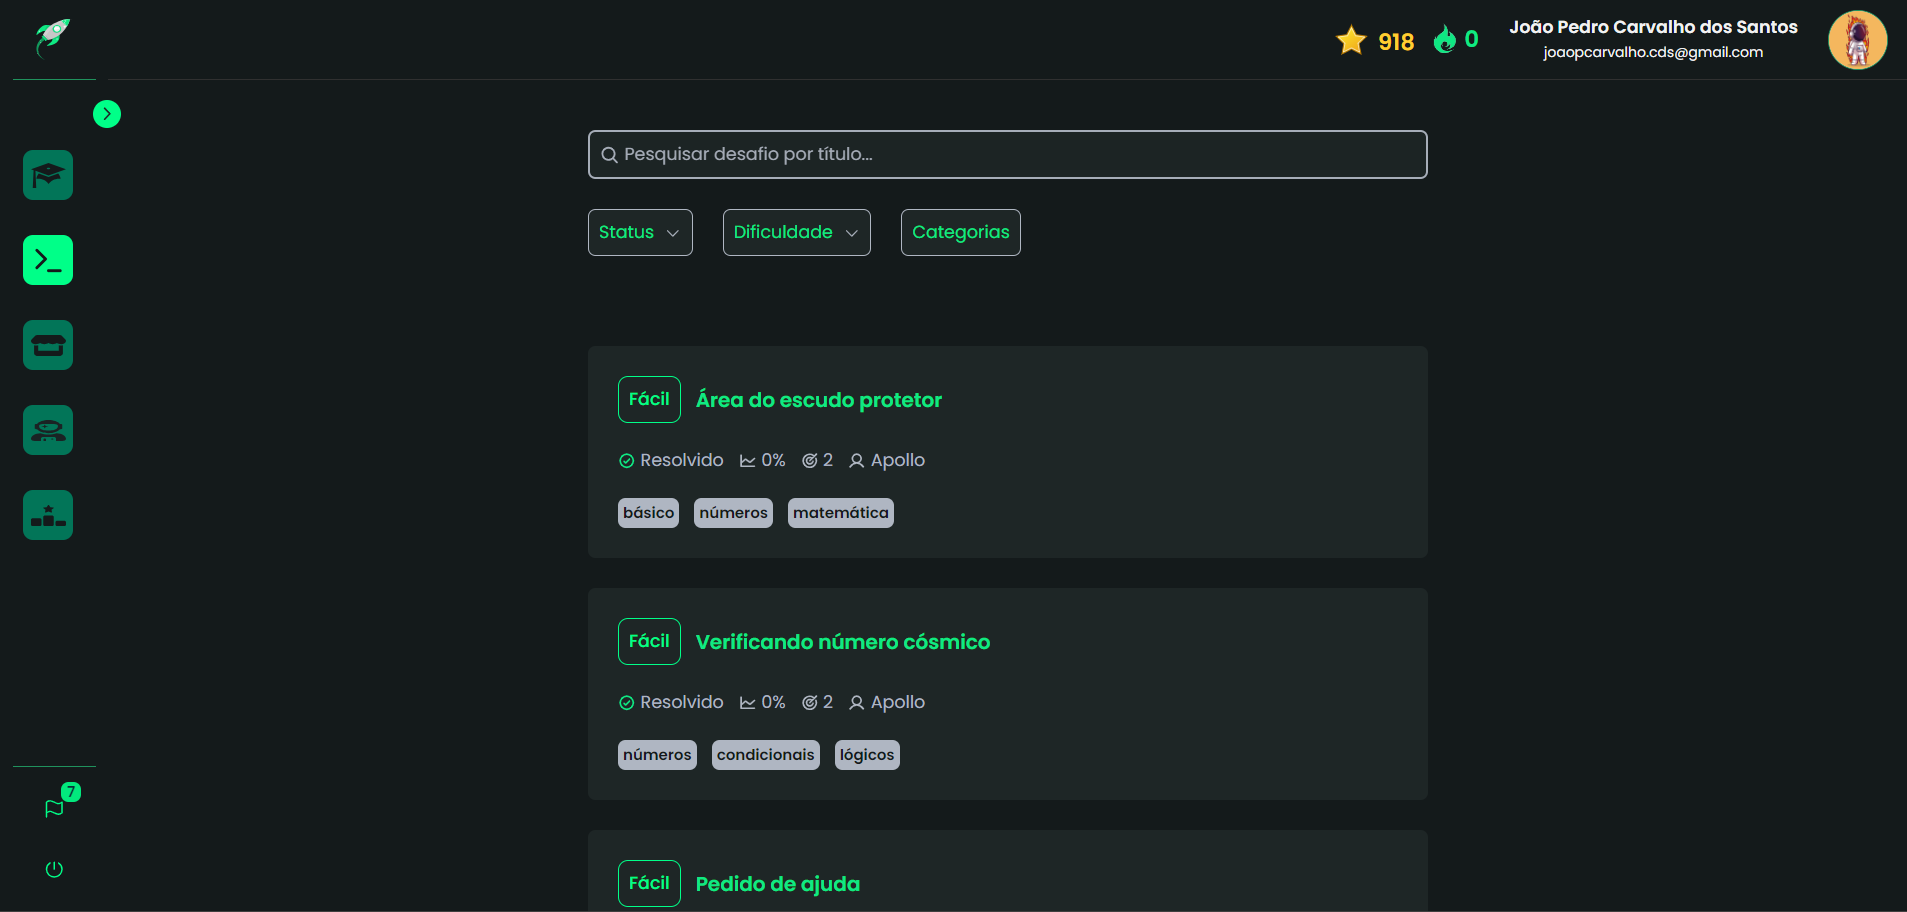 918
0
João Pedro Carvalho dos Santos
joaopcarvalho.cds@gmail.com
Pesquisar desafio por título...
Status
Dificuldade
Categorias
Fácil
Área do escudo protetor
Resolvido 0% 2 Apollo
básico números matemática
Fácil
Verificando número cósmico
Resolvido 0% 2 Apollo
números condicionais lógicos
Fácil
Pedido de ajuda
7